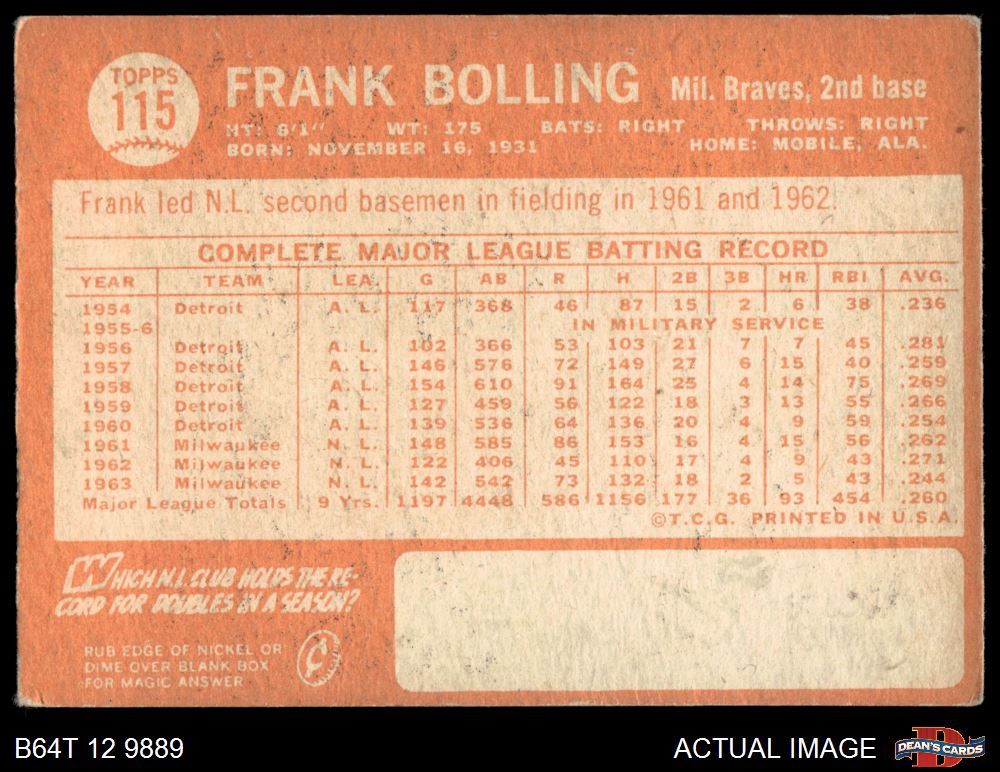 TOPPS
115
FRANK BOLLING Mil. Braves, 2nd base
HT: 6'1" WT: 175 BATS: RIGHT THROWS: RIGHT
BORN: NOVEMBER 16, 1931 HOME: MOBILE, ALA.
Frank led N.L. second basemen in fielding in 1961 and 1962.
COMPLETE MAJOR LEAGUE BATTING RECORD
YEAR TEAM LEA. G AB R H 2B 3B HR RBI AVG.
1954 Detroit A. L. 117 368 46 87 15 2 6 38 .236
1955-6 IN MILITARY SERVICE
1956 Detroit A. L. 102 366 53 103 21 7 7 45 .281
1957 Detroit A. L. 146 576 72 149 27 6 15 40 .259
1958 Detroit A. L. 154 610 91 164 25 4 14 75 .269
1959 Detroit A. L. 127 459 56 122 18 3 13 55 .266
1960 Detroit A. L. 139 536 64 136 20 4 9 59 .254
1961 Milwaukee N. L. 148 585 86 153 16 4 15 56 .262
1962 Milwaukee N. L. 122 406 45 110 17 4 9 43 .271
1963 Milwaukee N. L. 142 542 73 132 18 2 5 43 .244
Major League Totals 9 Yrs. 1197 4448 586 1156 177 36 93 454 .260
©T.C.G. PRINTED IN U.S.A.
WHICH N.L. CLUB HOLDS THE RE-
CORD FOR DOUBLES IN A SEASON?
RUB EDGE OF NICKEL OR
DIME OVER BLANK BOX
FOR MAGIC ANSWER
B64T 12 9889 ACTUAL IMAGE DEAN'S CARDS